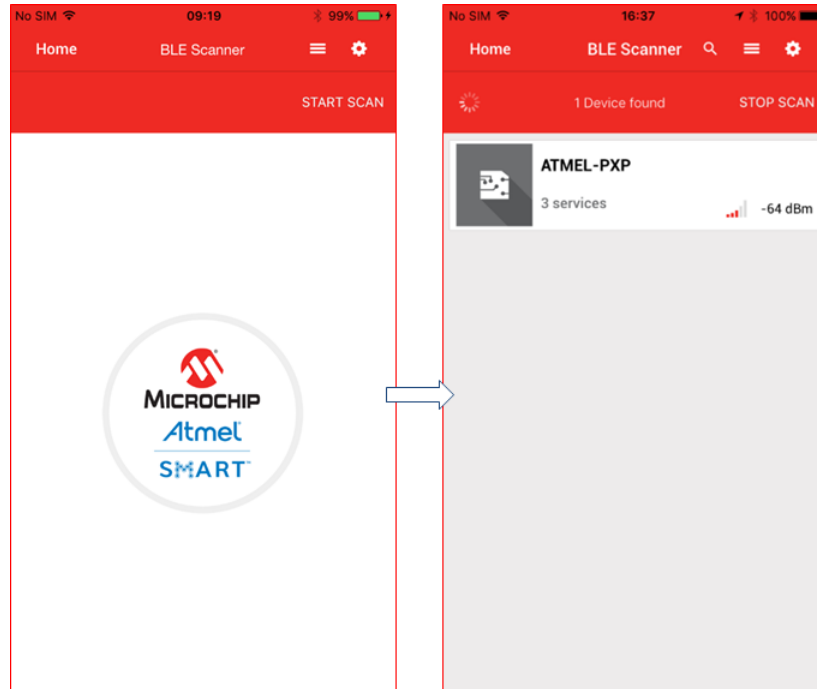 No SIM 09:19 99%
Home BLE Scanner
START SCAN
MICROCHIP
Atmel
SMART
No SIM 16:37 100%
Home BLE Scanner
1 Device found STOP SCAN
ATMEL-PXP
3 services -64 dBm